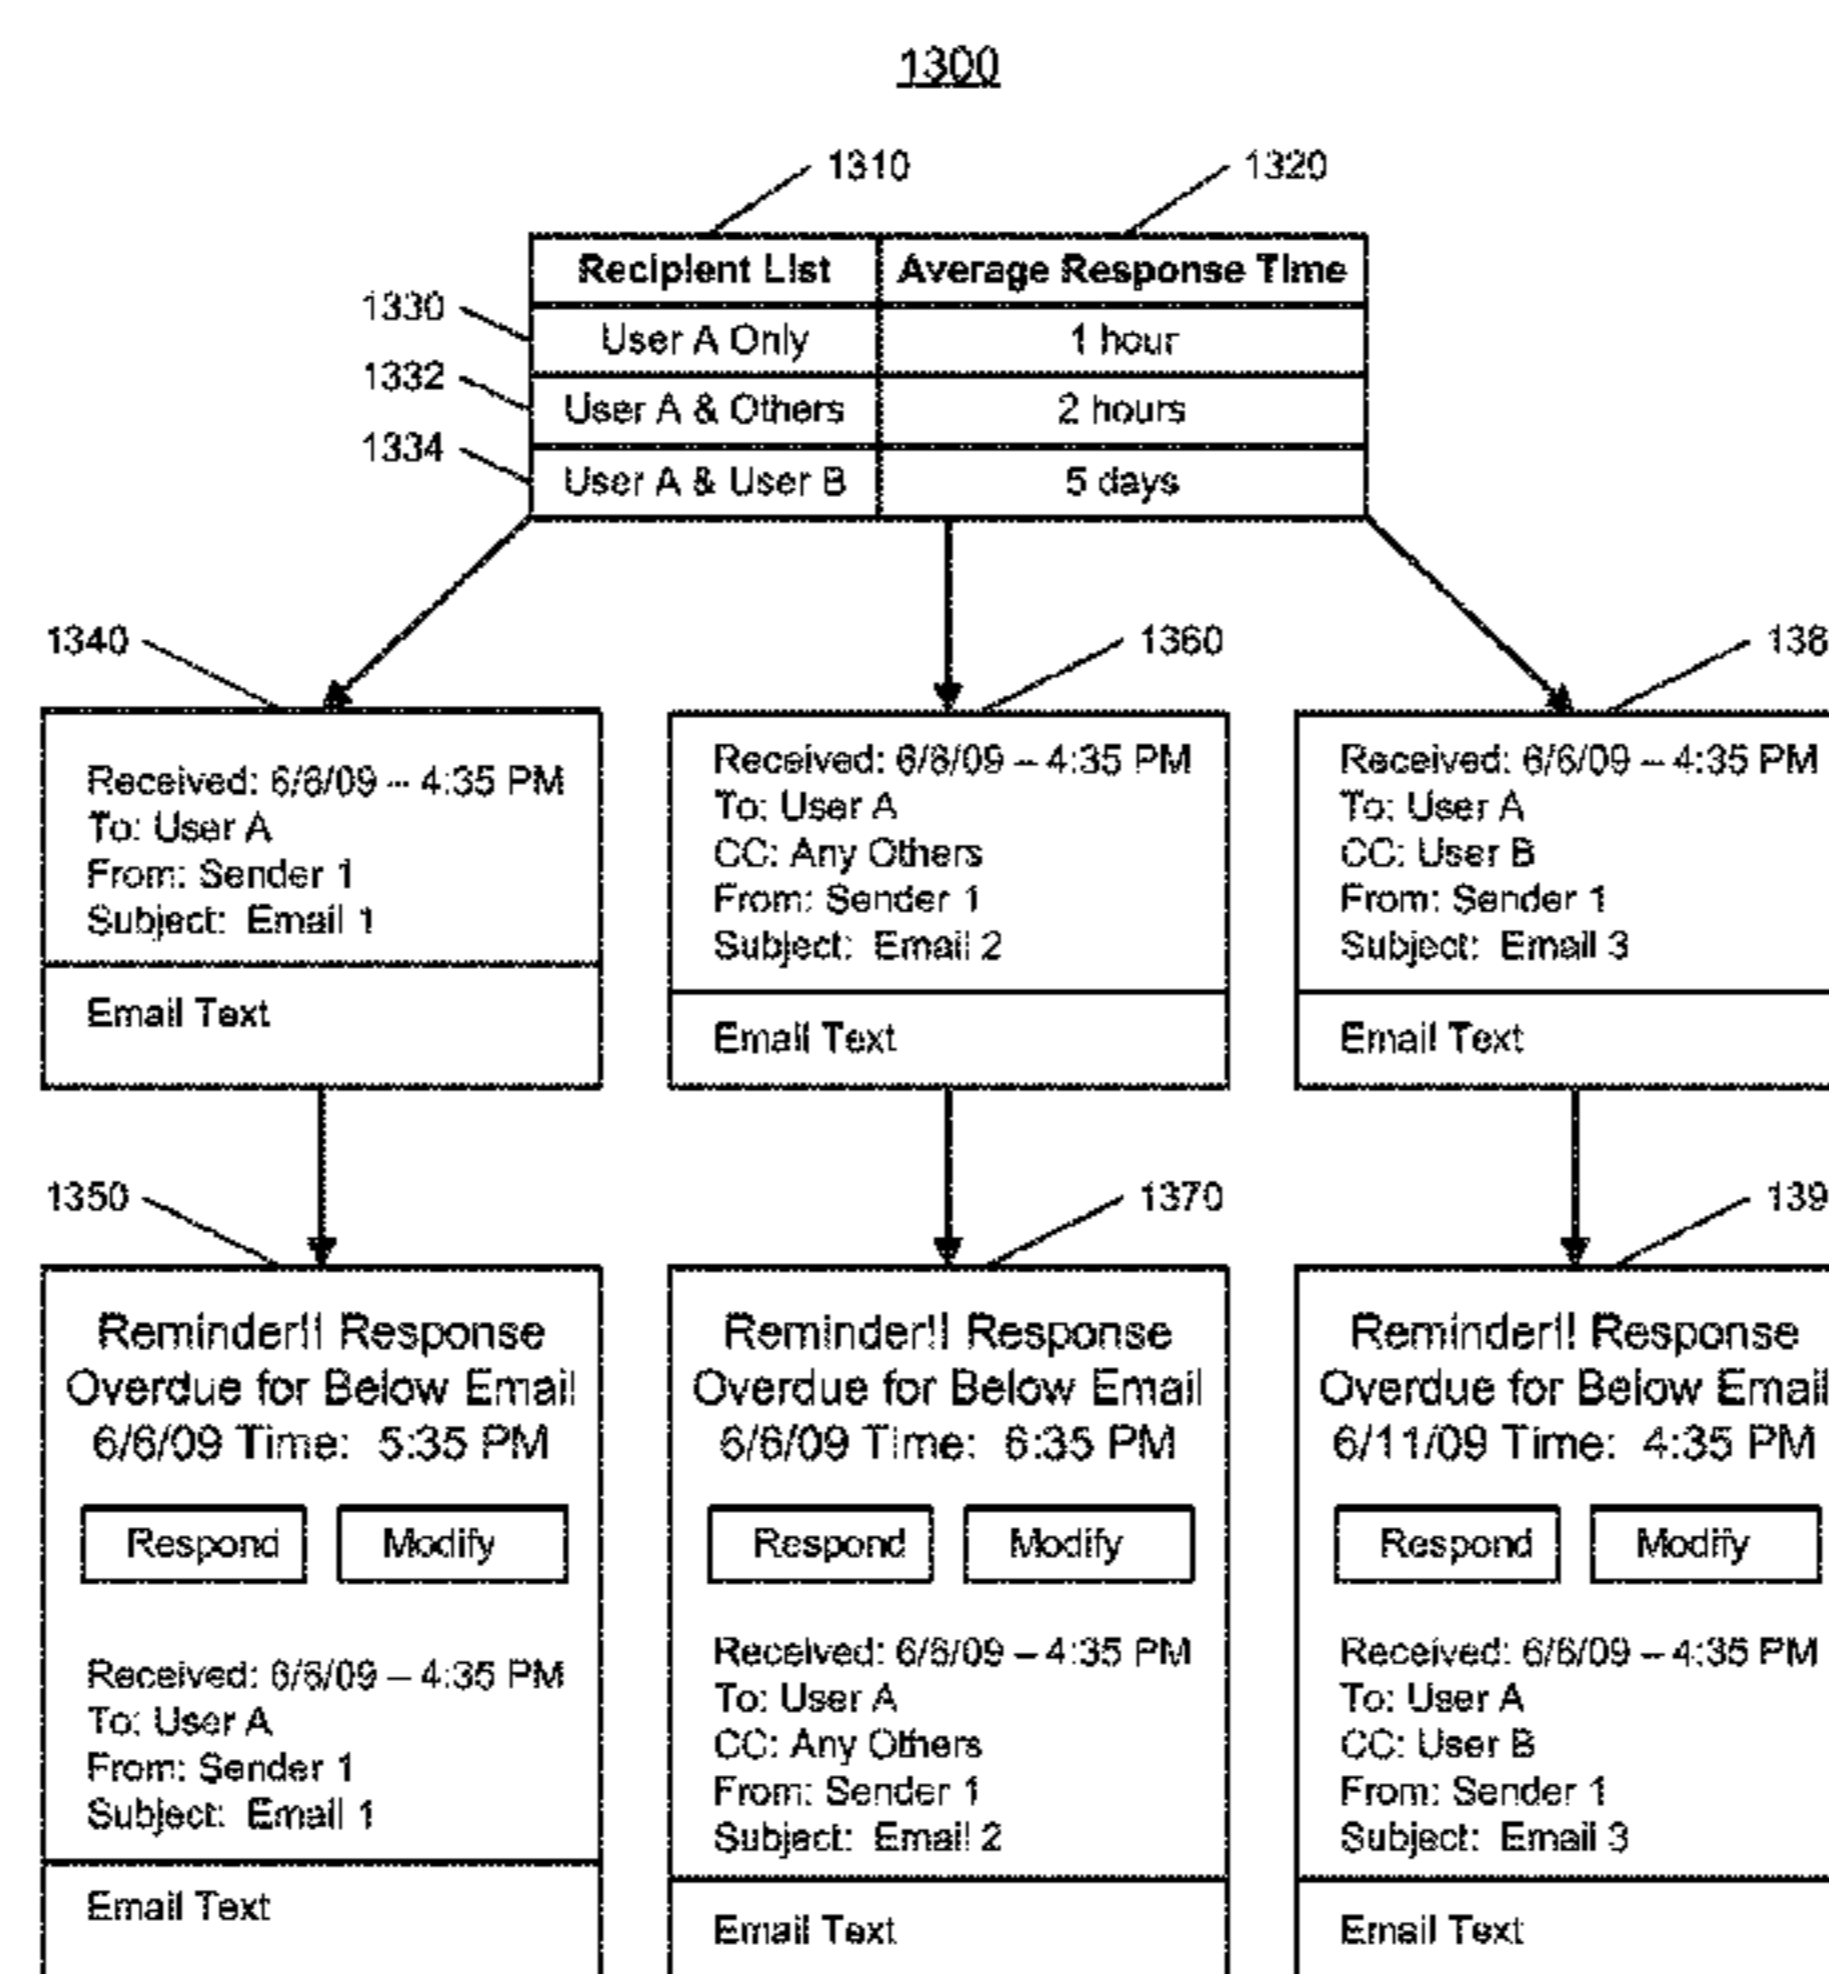 1300
1310
1320
Recipient List
Average Response Time
1330
User A Only
1 hour
1332
User A & Others
2 hours
1334
User A & User B
5 days
1340
1360
138
Received: 6/6/09 – 4:35 PM
To: User A
From: Sender 1
Subject: Email 1
Email Text
Received: 6/6/09 – 4:35 PM
To: User A
CC: Any Others
From: Sender 1
Subject: Email 2
Email Text
Received: 6/6/09 – 4:35 PM
To: User A
CC: User B
From: Sender 1
Subject: Email 3
Email Text
1350
1370
139
Reminder!! Response
Overdue for Below Email
6/6/09 Time: 5:35 PM
Respond
Modify
Received: 6/6/09 – 4:35 PM
To: User A
From: Sender 1
Subject: Email 1
Email Text
Reminder!! Response
Overdue for Below Email
6/6/09 Time: 6:35 PM
Respond
Modify
Received: 6/6/09 – 4:35 PM
To: User A
CC: Any Others
From: Sender 1
Subject: Email 2
Email Text
Reminder!! Response
Overdue for Below Email
6/11/09 Time: 4:35 PM
Respond
Modify
Received: 6/6/09 – 4:35 PM
To: User A
CC: User B
From: Sender 1
Subject: Email 3
Email Text